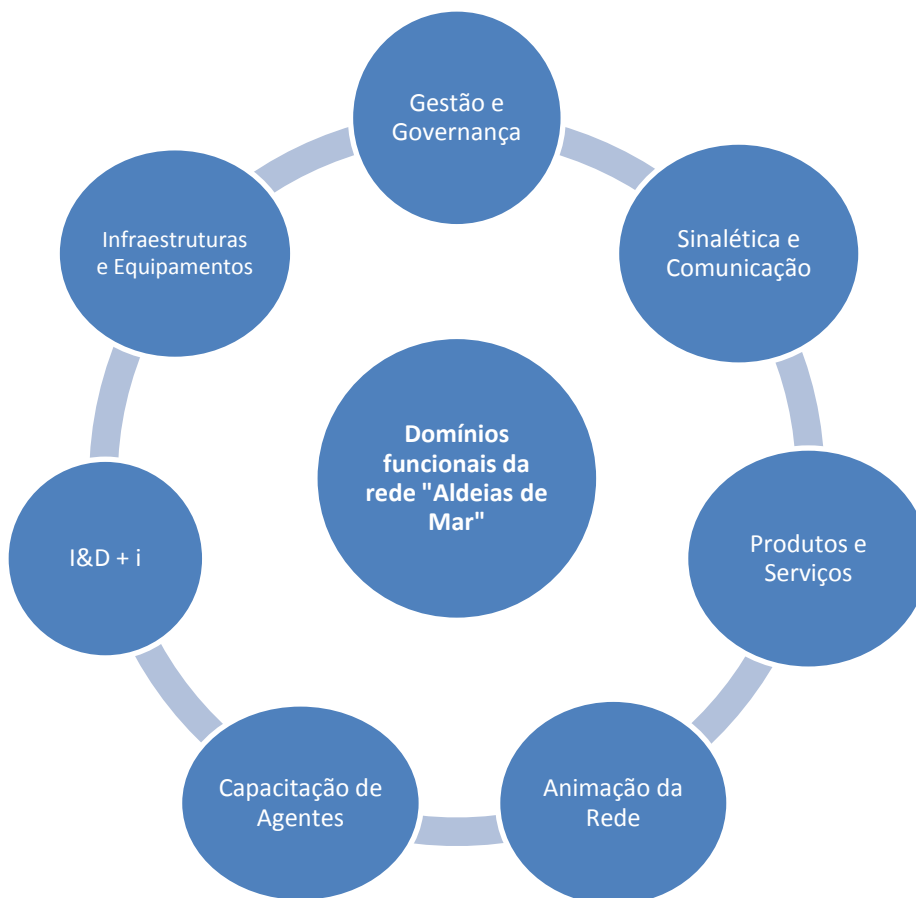 Gestão e
Governança
Sinalética e
Comunicação
Produtos e
Serviços
Animação da
Rede
Capacitação de
Agentes
I&D + i
Infraestruturas
e Equipamentos
Domínios
funcionais da
rede "Aldeias de
Mar"